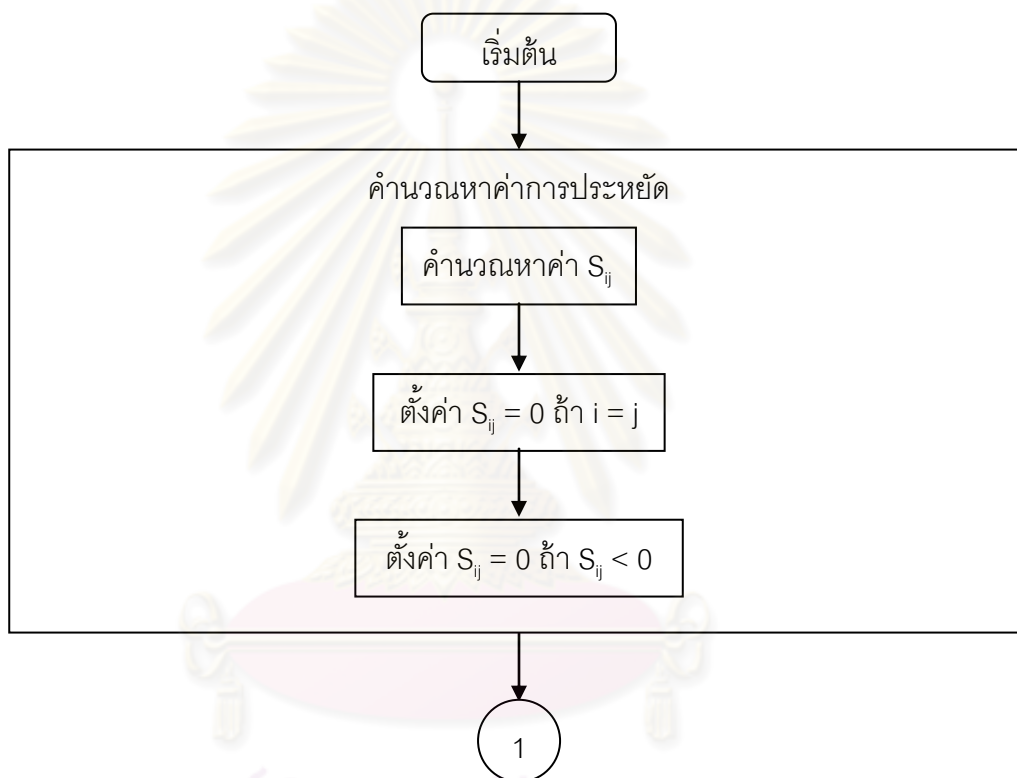 เริ่มต้น
คำนวณหาค่าการประหยัด
คำนวณหาค่า Sij
ตั้งค่า Sij = 0 ถ้า i = j
ตั้งค่า Sij = 0 ถ้า Sij < 0
1